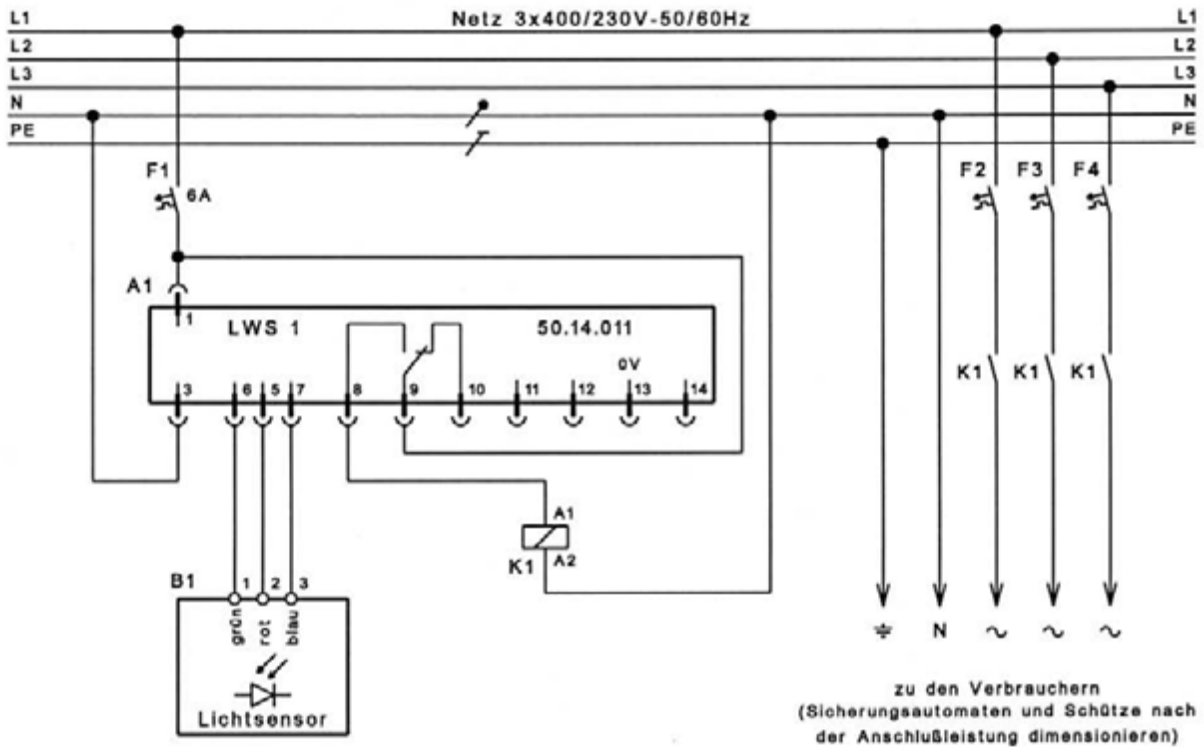 Netz 3x400/230V-50/60Hz
L1 L1
L2 L2
L3 L3
N N
PE PE
F1 F2 F3 F4
6A
A1
1 LWS 1 50.14.011
0V
3 6 5 7 8 9 10 11 12 13 14
K1 K1 K1
A1
K1 A2
B1 1 2 3
grün rot blau
Lichtsensor
N
zu den Verbrauchern
(Sicherungsautomaten und Schütze nach
der Anschlußleistung dimensionieren)